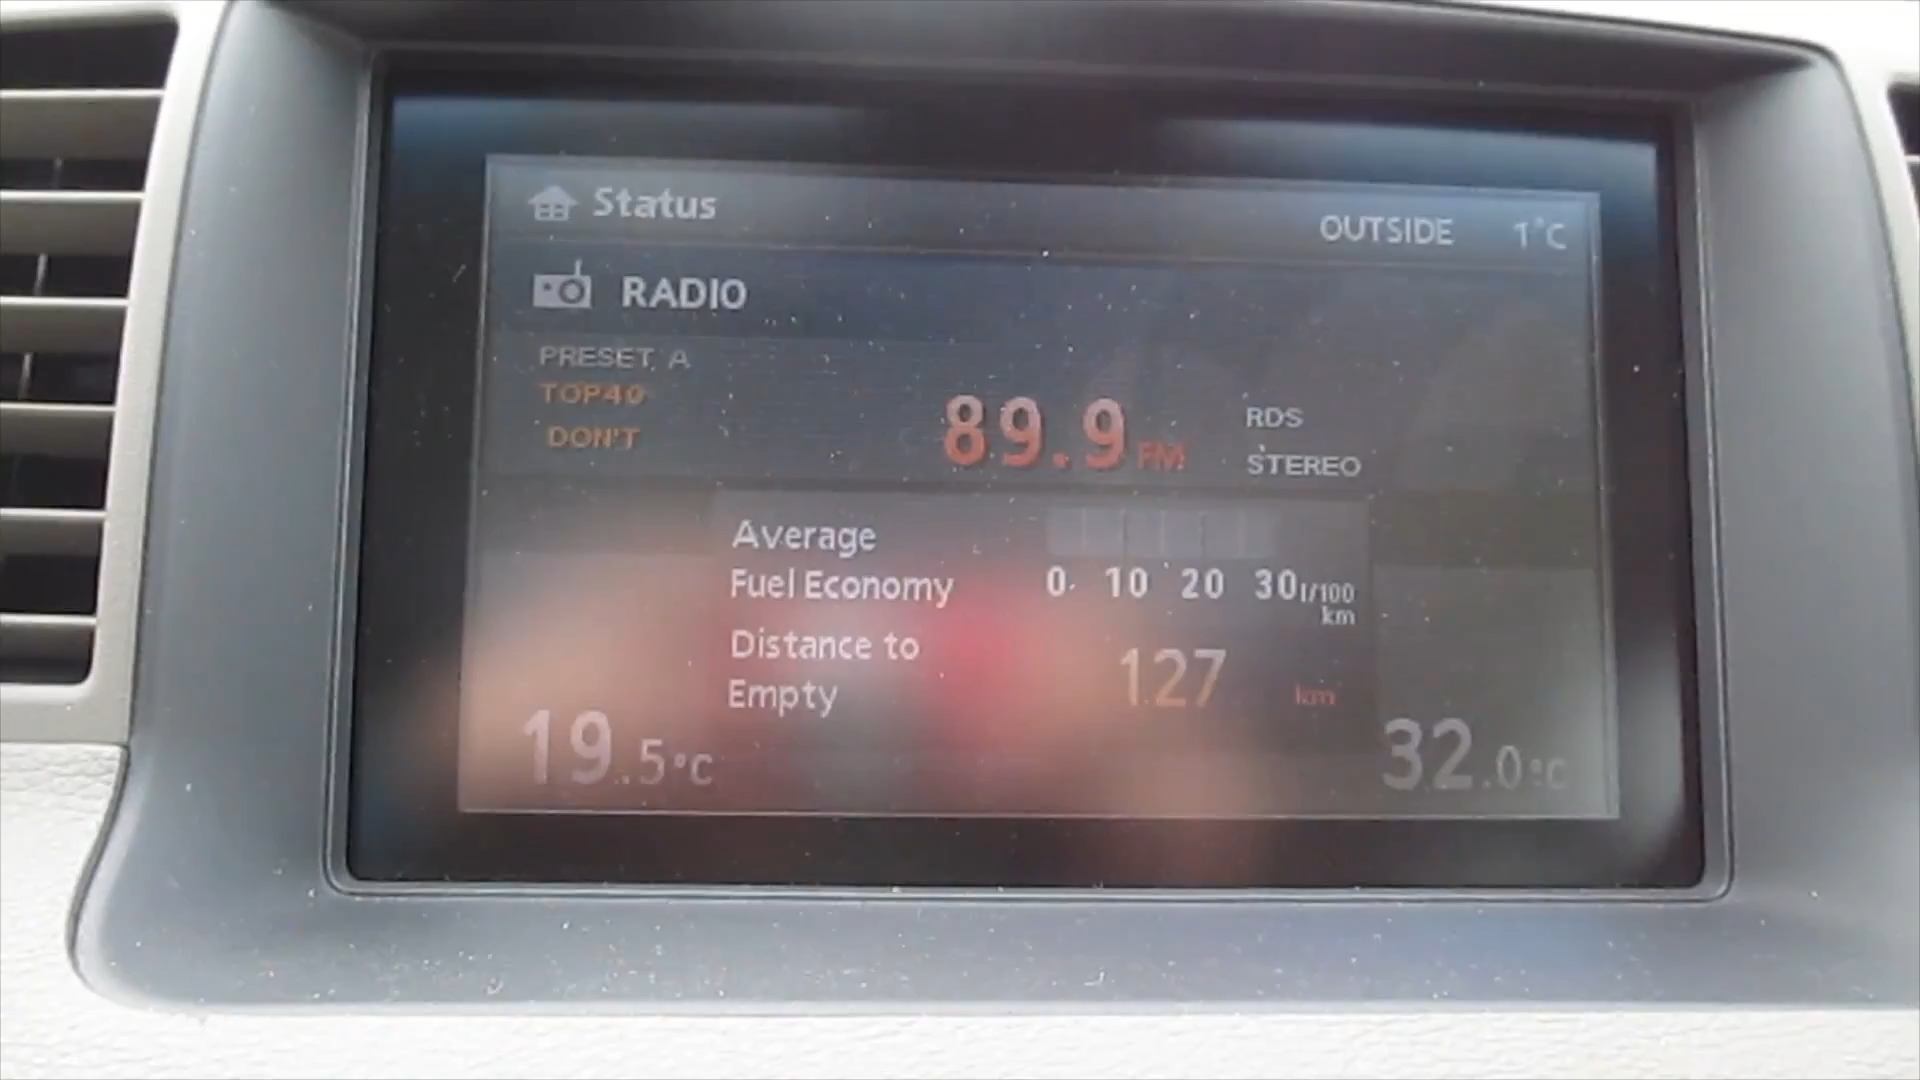 Status
OUTSIDE 1°C
RADIO
PRESET A
TOP40
DON'T
89.9 FM
RDS
STEREO
Average
Fuel Economy
0 10 20 30 l/100
km
Distance to
Empty
127 km
19.5°C
32.0°C